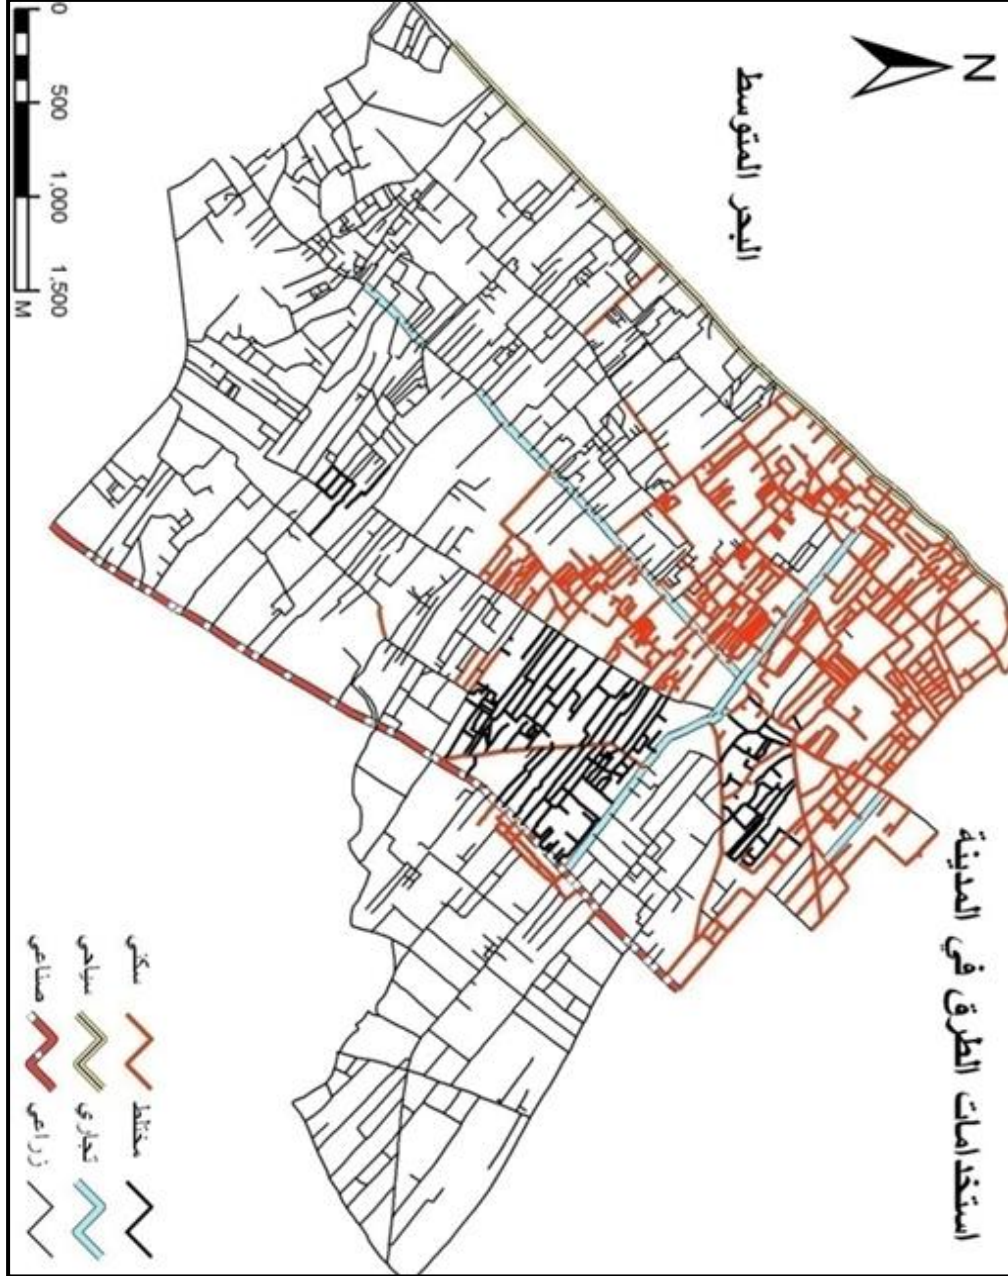 استخدامات الطرق في المدينة
N
البحر المتوسط
سكني
مختلط
سياحي
تجاري
صناعي
زراعي
0 500 1,000 1,500
M